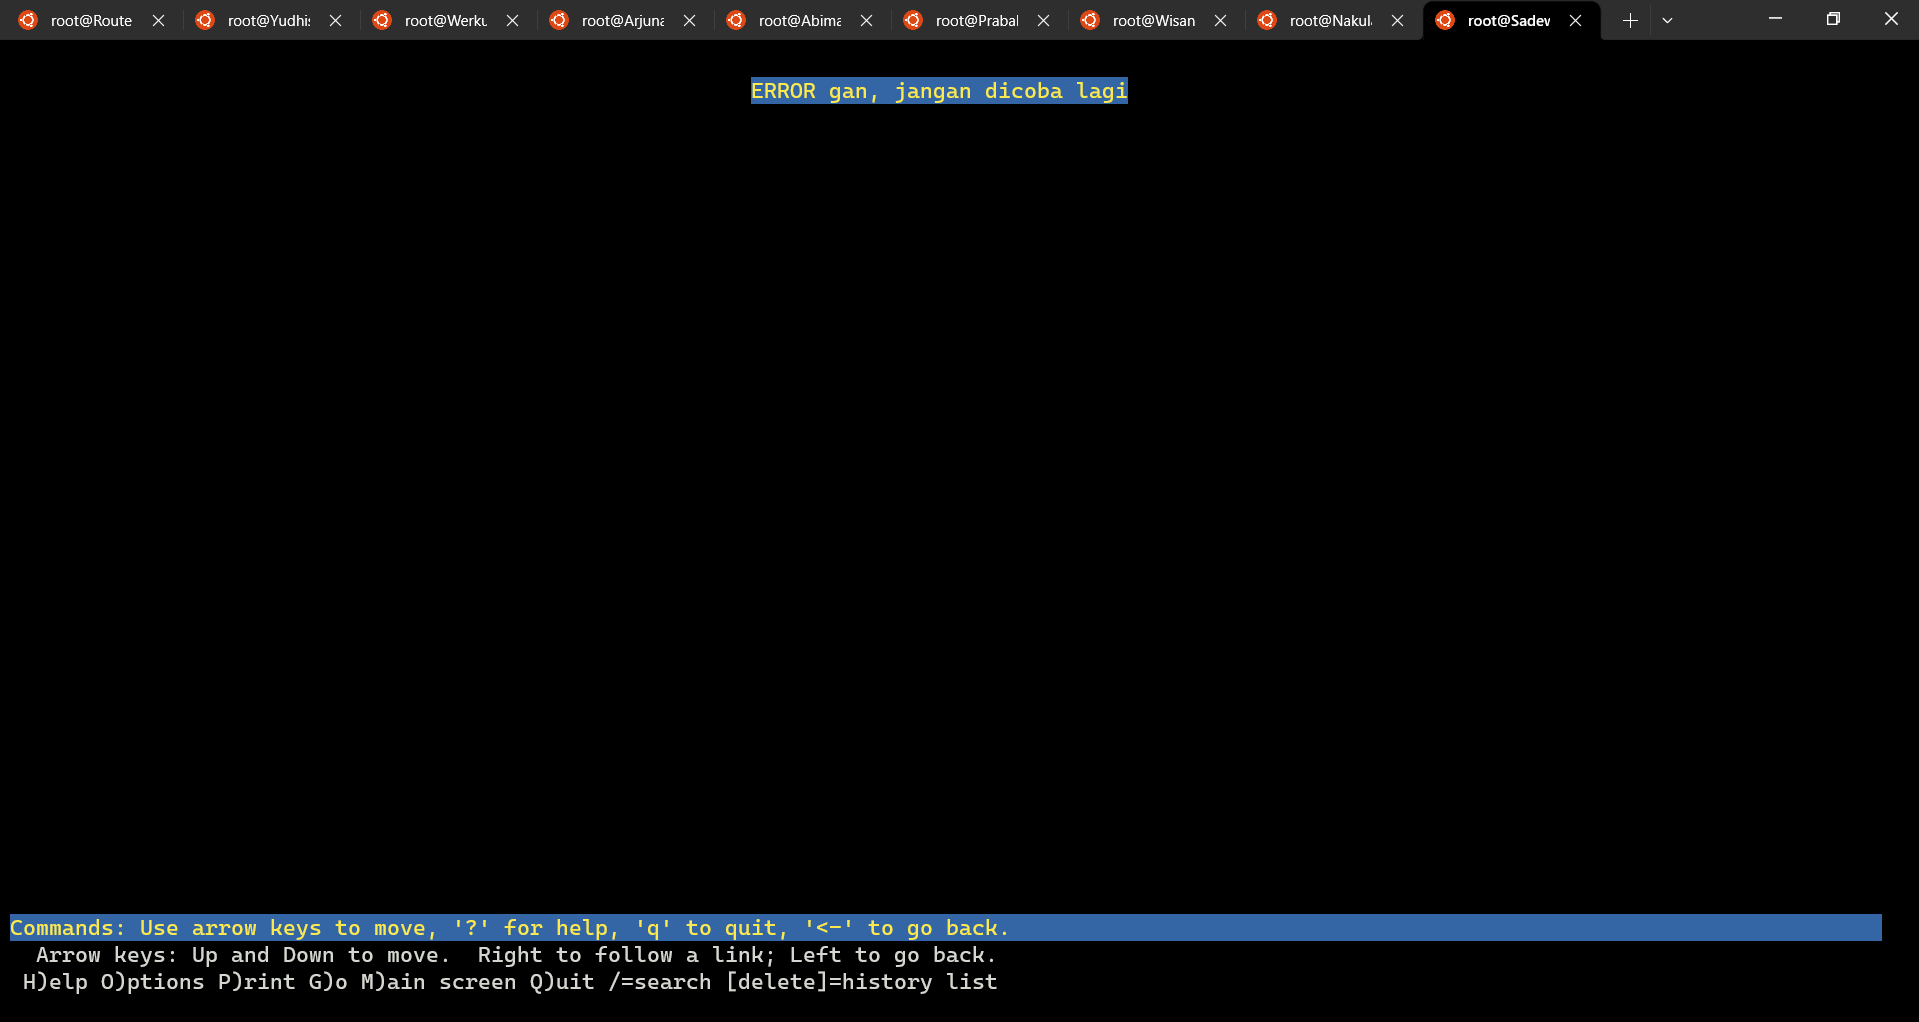 root@Route root@Yudhi root@Werku root@Arjuna root@Abima root@Prabal root@Wisan root@Nakul root@Sadev
ERROR gan, jangan dicoba lagi
Commands: Use arrow keys to move, '?' for help, 'q' to quit, '<-' to go back.
Arrow keys: Up and Down to move.  Right to follow a link; Left to go back.
H)elp O)ptions P)rint G)o M)ain screen Q)uit /=search [delete]=history list